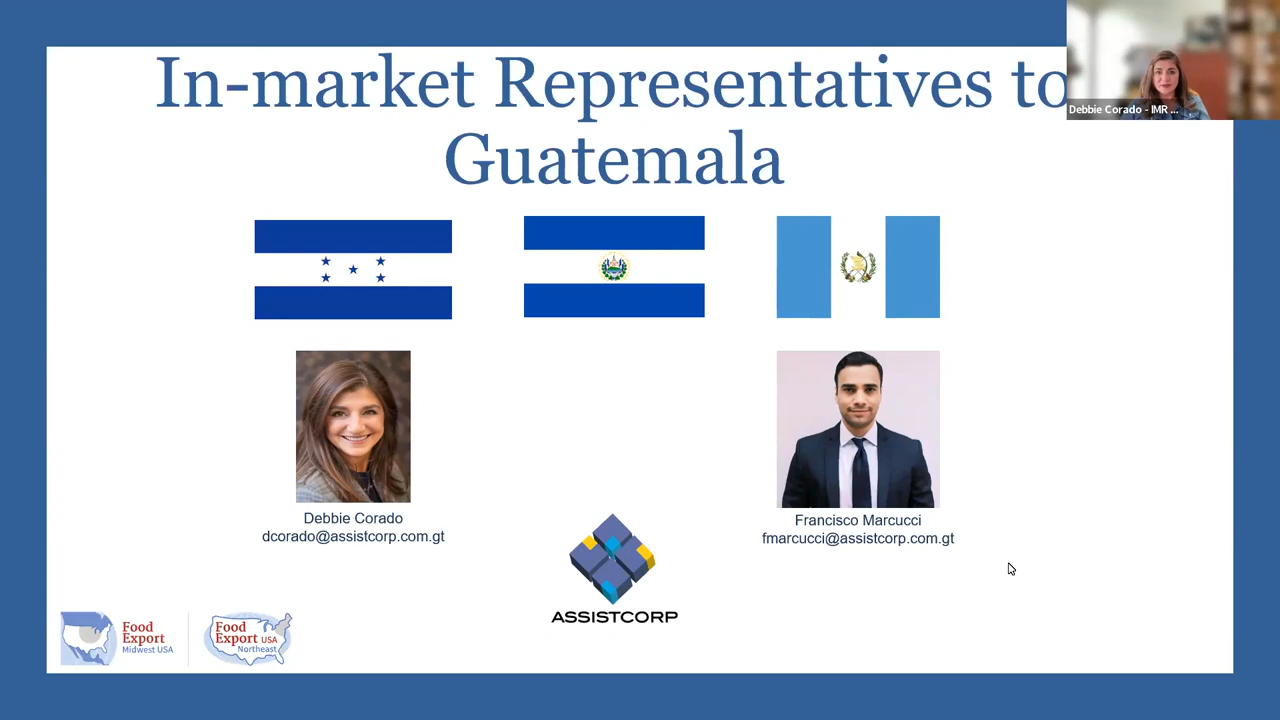 In-market Representatives to
Guatemala
Debbie Corado - IMR ...
Debbie Corado
dcorado@assistcorp.com.gt
Francisco Marcucci
fmarcucci@assistcorp.com.gt
ASSISTCORP
Food
Export
Midwest USA
Food
Export USA
Northeast